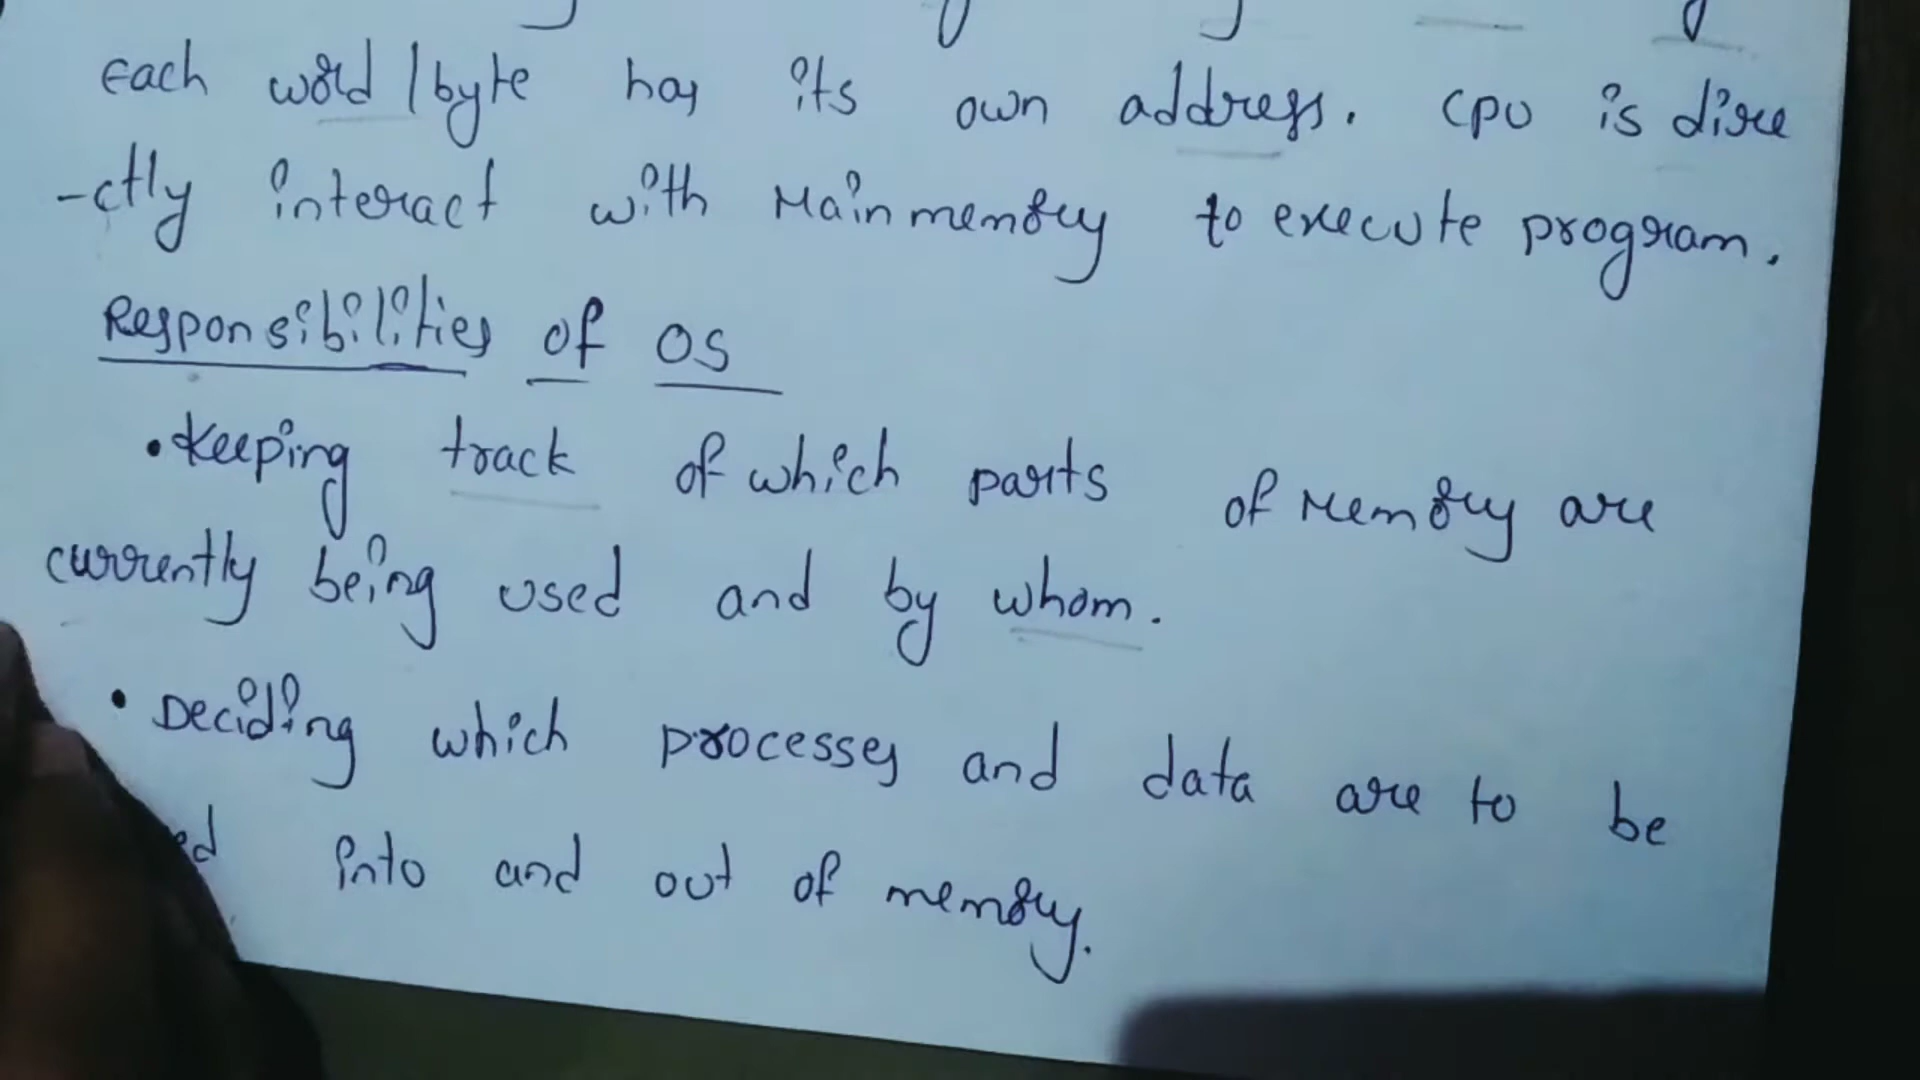 Each word / byte has its own address. CPU is dire
-ctly interact with Main memory to execute program.
Responsibilities of OS
• Keeping track of which parts of Memory are
currently being used and by whom.
• Deciding which processes and data are to be
into and out of memory.